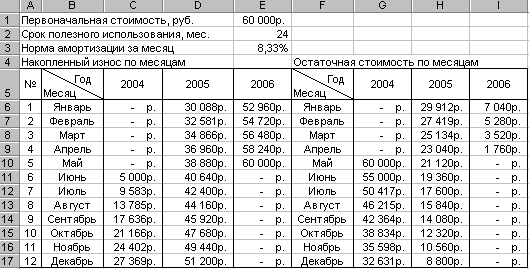 A B C D E F G H I
1 Первоначальная стоимость, руб. 60 000р.
2 Срок полезного использования, мес. 24
3 Норма амортизации за месяц 8,33%
4 Накопленный износ по месяцам Остаточная стоимость по месяцам
5 № Год Месяц 2004 2005 2006 Год Месяц 2004 2005 2006
6 1 Январь - р. 30 088р. 52 960р. Январь - р. 29 912р. 7 040р.
7 2 Февраль - р. 32 581р. 54 720р. Февраль - р. 27 419р. 5 280р.
8 3 Март - р. 34 866р. 56 480р. Март - р. 25 134р. 3 520р.
9 4 Апрель - р. 36 960р. 58 240р. Апрель - р. 23 040р. 1 760р.
10 5 Май - р. 38 880р. 60 000р. Май 60 000р. 21 120р. - р.
11 6 Июнь 5 000р. 40 640р. - р. Июнь 55 000р. 19 360р. - р.
12 7 Июль 9 583р. 42 400р. - р. Июль 50 417р. 17 600р. - р.
13 8 Август 13 785р. 44 160р. - р. Август 46 215р. 15 840р. - р.
14 9 Сентябрь 17 636р. 45 920р. - р. Сентябрь 42 364р. 14 080р. - р.
15 10 Октябрь 21 166р. 47 680р. - р. Октябрь 38 834р. 12 320р. - р.
16 11 Ноябрь 24 402р. 49 440р. - р. Ноябрь 35 598р. 10 560р. - р.
17 12 Декабрь 27 369р. 51 200р. - р. Декабрь 32 631р. 8 800р. - р.